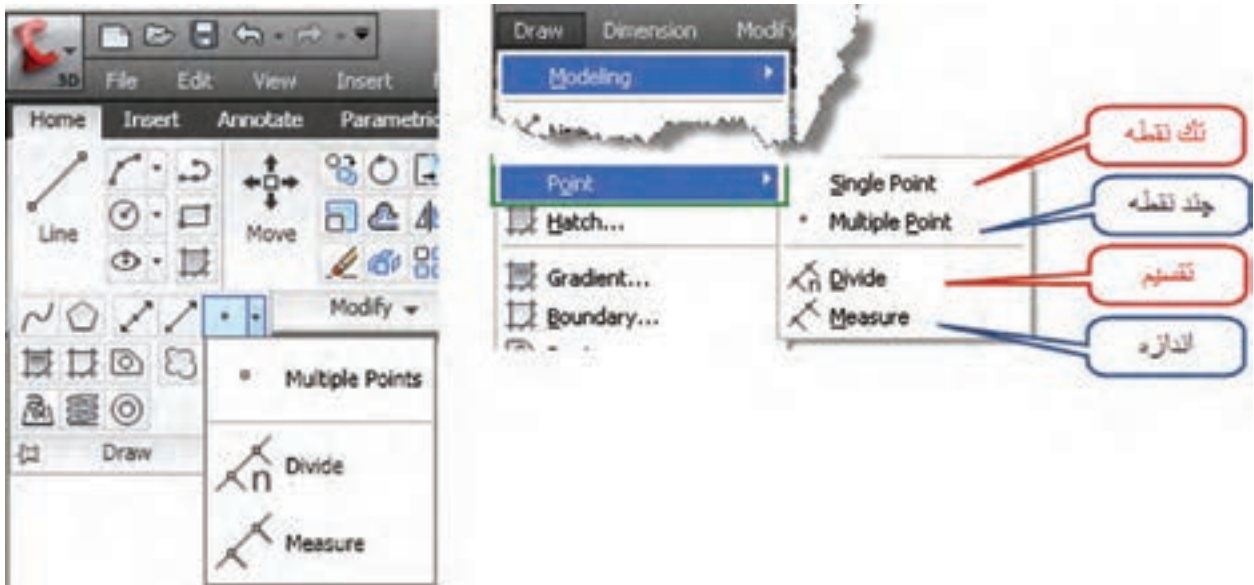 3D
File Edit View Insert
Home Insert Annotate Parametric
Line
Move
Modify
Multiple Points
Divide
Measure
Draw
n
Draw Dimension Modify
Modeling
Point
Hatch...
Gradient...
Boundary...
Single Point
Multiple Point
Divide
Measure
n
تک نقطه
چند نقطه
تقسیم
اندازه